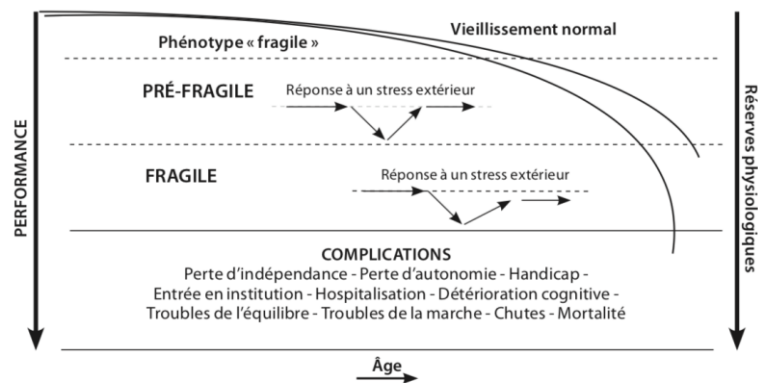 Vieillissement normal
Phénotype « fragile »
PRÉ-FRAGILE
Réponse à un stress extérieur
FRAGILE
Réponse à un stress extérieur
PERFORMANCE
Réserves physiologiques
COMPLICATIONS
Perte d’indépendance - Perte d’autonomie - Handicap -
Entrée en institution - Hospitalisation - Détérioration cognitive -
Troubles de l’équilibre - Troubles de la marche - Chutes - Mortalité
Âge